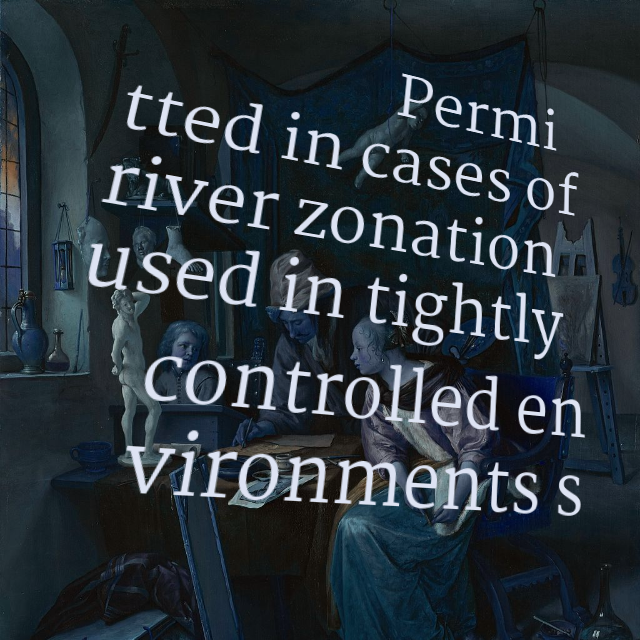 Permi
tted in cases of
river zonation
used in tightly
controlled en
vironments s